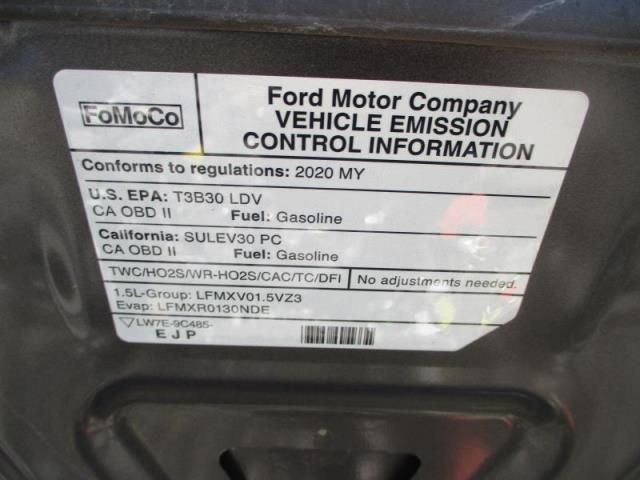 FoMoCo
Ford Motor Company
VEHICLE EMISSION
CONTROL INFORMATION
Conforms to regulations: 2020 MY
U.S. EPA: T3B30 LDV
CA OBD II Fuel: Gasoline
California: SULEV30 PC
CA OBD II Fuel: Gasoline
TWC/HO2S/WR-HO2S/CAC/TC/DFI No adjustments needed.
1.5L-Group: LFMXV01.5VZ3
Evap: LFMXR0130NDE
LW7E-9C485-
E J P